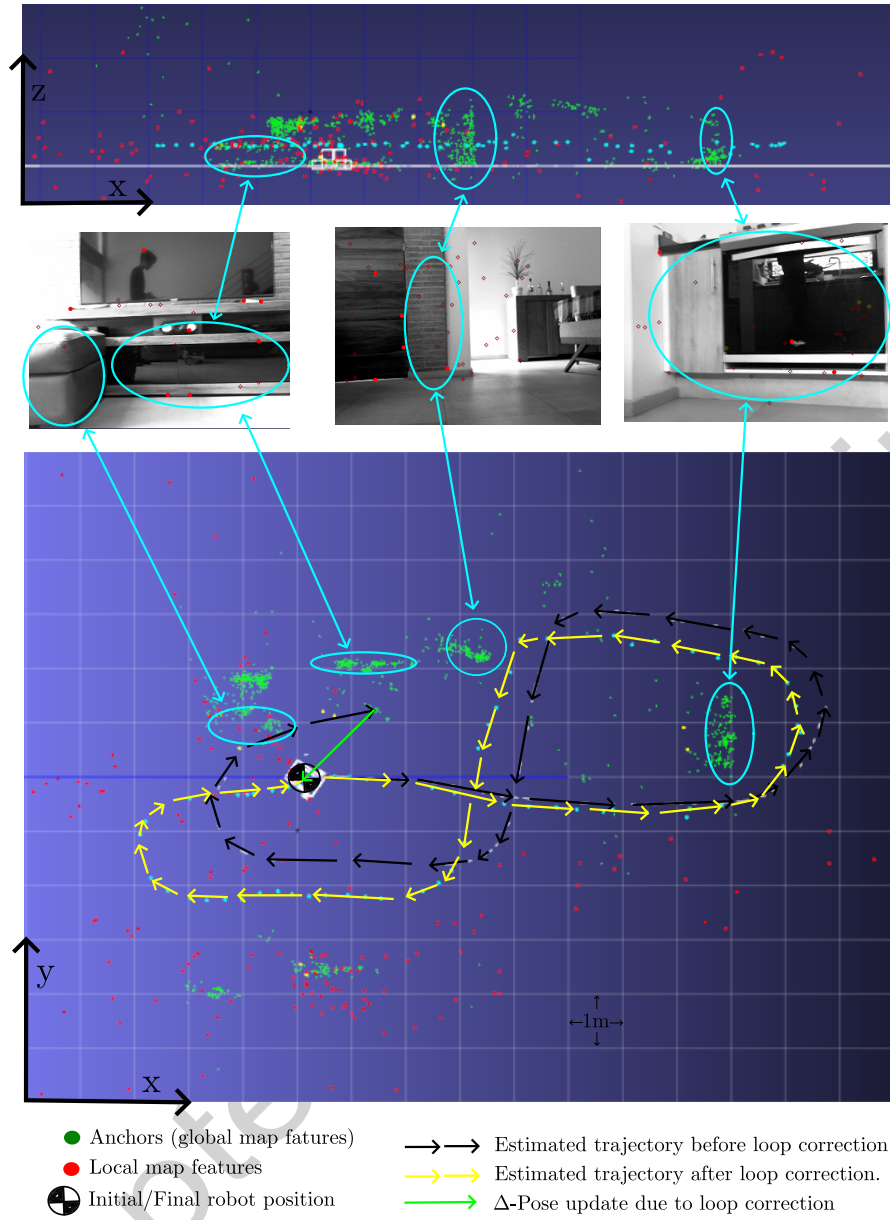 z
x
y
←1m→
x
Anchors (global map fatures)
Local map features
Initial/Final robot position
Estimated trajectory before loop correction
Estimated trajectory after loop correction.
Δ-Pose update due to loop correction